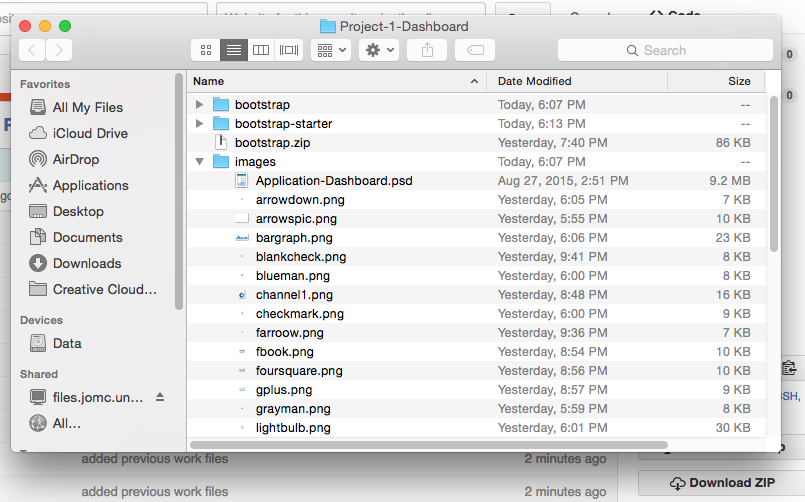 Code
Project-1-Dashboard
Search
0
0
Favorites
All My Files
iCloud Drive
AirDrop
Applications
Desktop
Documents
Downloads
Creative Cloud...
Devices
Data
Shared
files.jomc.un...
All...
Name Date Modified Size
bootstrap Today, 6:07 PM --
bootstrap-starter Today, 6:13 PM --
bootstrap.zip Yesterday, 7:40 PM 86 KB
images Today, 6:07 PM --
Application-Dashboard.psd Aug 27, 2015, 2:51 PM 9.2 MB
arrowdown.png Yesterday, 6:05 PM 7 KB
arrowspic.png Yesterday, 5:55 PM 10 KB
bargraph.png Yesterday, 6:06 PM 23 KB
blankcheck.png Yesterday, 9:41 PM 8 KB
blueman.png Yesterday, 6:00 PM 8 KB
channel1.png Yesterday, 8:48 PM 16 KB
checkmark.png Yesterday, 6:00 PM 9 KB
farroow.png Yesterday, 9:36 PM 7 KB
fbook.png Yesterday, 8:54 PM 10 KB
foursquare.png Yesterday, 8:56 PM 10 KB
gplus.png Yesterday, 8:57 PM 9 KB
grayman.png Yesterday, 5:59 PM 8 KB
lightbulb.png Yesterday, 6:01 PM 30 KB
SSH,
added previous work files 2 minutes ago
added previous work files 2 minutes ago
Download ZIP